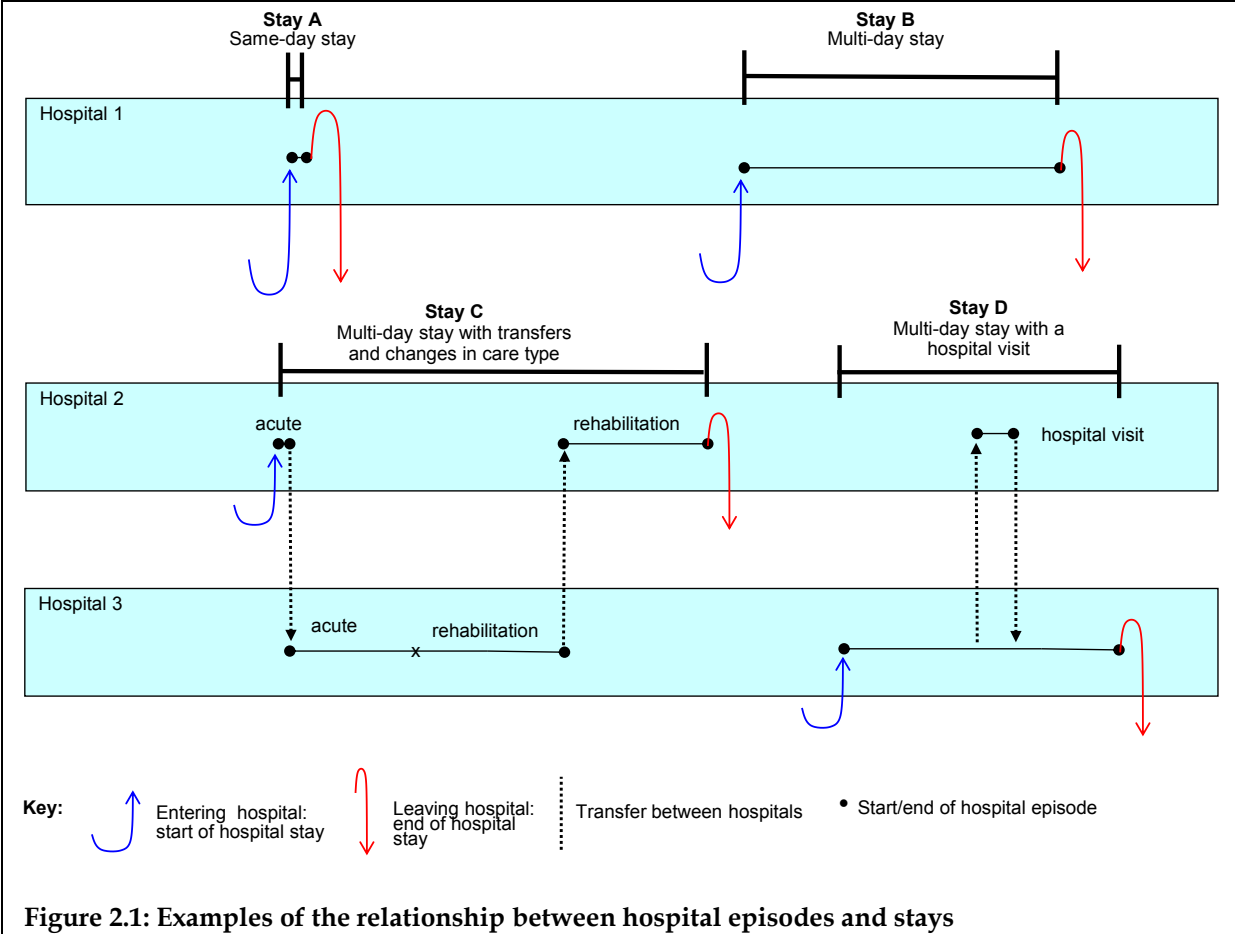 Stay A
Same-day stay
Stay B
Multi-day stay
Hospital 1
Stay C
Multi-day stay with transfers
and changes in care type
Stay D
Multi-day stay with a
hospital visit
Hospital 2
acute
rehabilitation
hospital visit
Hospital 3
acute
rehabilitation
x
Key:
Entering hospital:
start of hospital stay
Leaving hospital:
end of hospital
stay
Transfer between hospitals
Start/end of hospital episode
Figure 2.1: Examples of the relationship between hospital episodes and stays